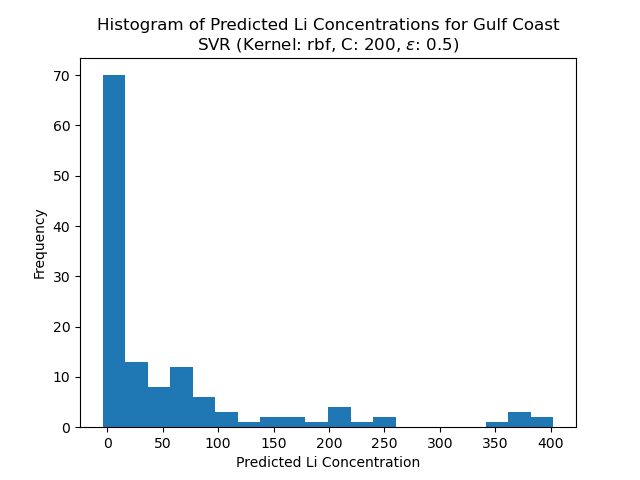 Histogram of Predicted Li Concentrations for Gulf Coast
SVR (Kernel: rbf, C: 200, ε: 0.5)
70
60
50
40
30
20
10
0
Frequency
0 50 100 150 200 250 300 350 400
Predicted Li Concentration